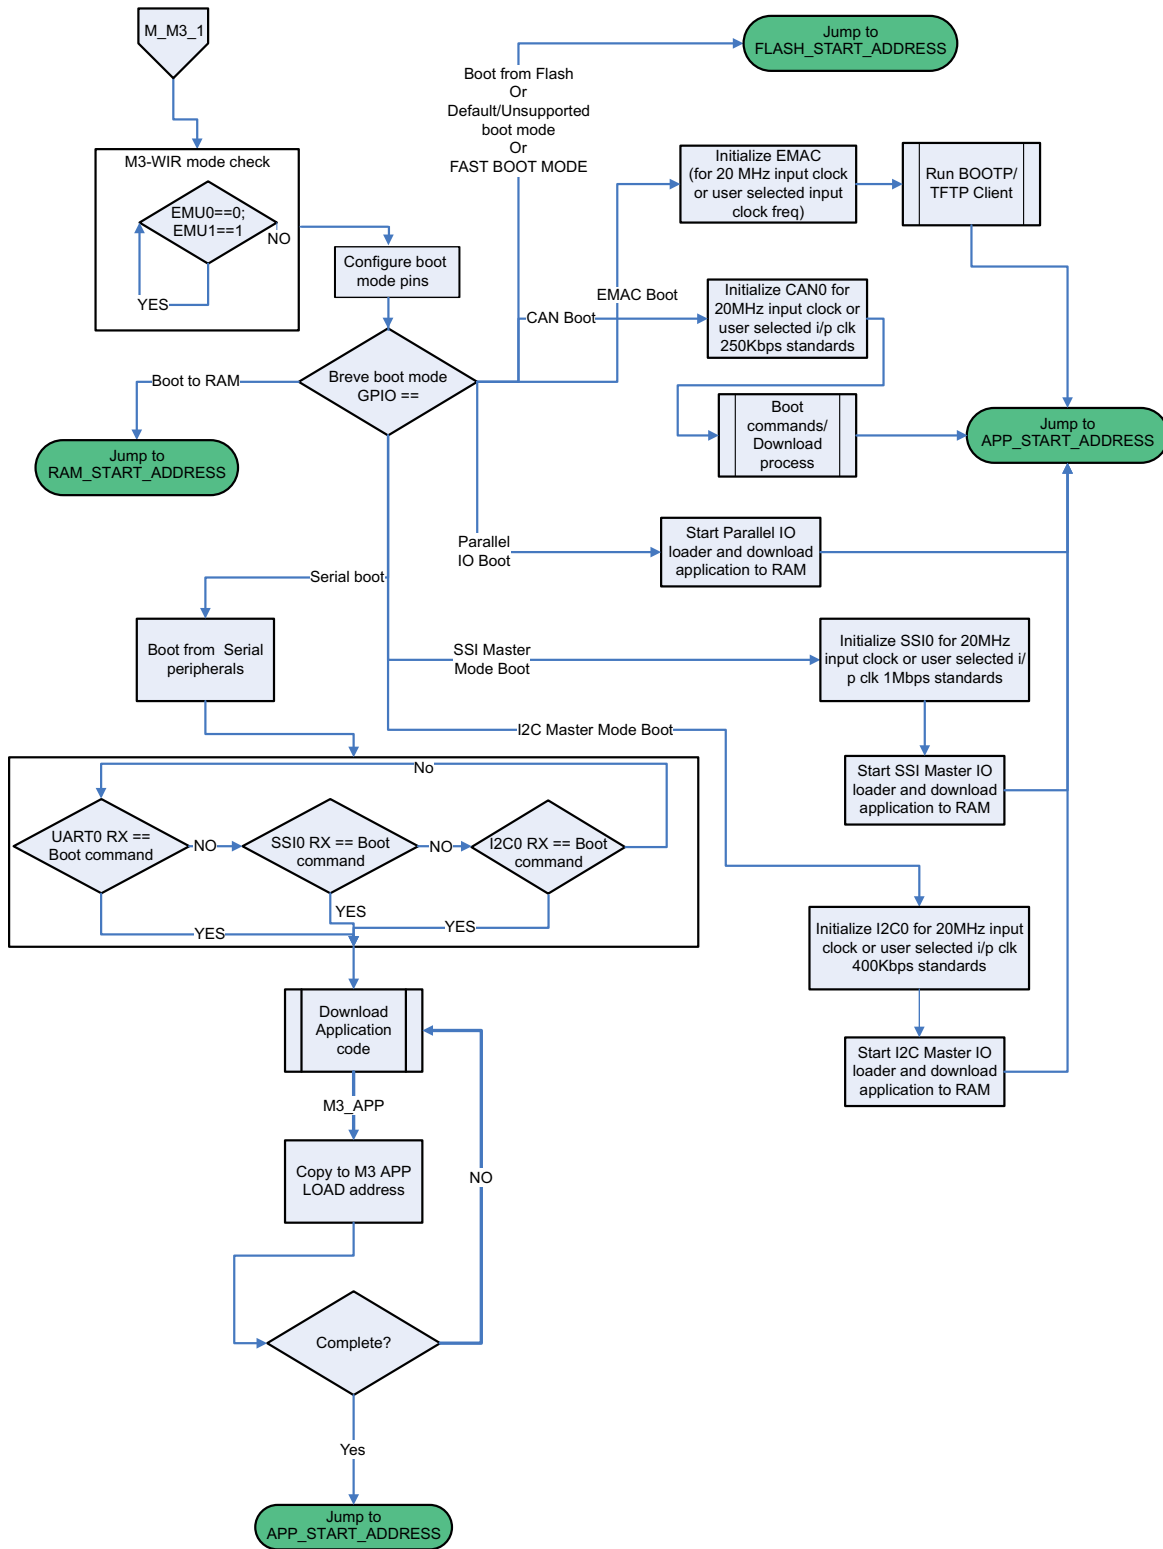 M_M3_1
Jump to
FLASH_START_ADDRESS
Boot from Flash
Or
Default/Unsupported
boot mode
Or
FAST BOOT MODE
M3-WIR mode check
EMU0==0;
EMU1==1
NO
YES
Configure boot
mode pins
Initialize EMAC
(for 20 MHz input clock
or user selected input
clock freq)
Run BOOTP/
TFTP Client
EMAC Boot
CAN Boot
Initialize CAN0 for
20MHz input clock or
user selected i/p clk
250Kbps standards
Breve boot mode
GPIO ==
Boot to RAM
Jump to
RAM_START_ADDRESS
Boot
commands/
Download
process
Jump to
APP_START_ADDRESS
Parallel
IO Boot
Start Parallel IO
loader and download
application to RAM
Serial boot
Boot from  Serial
peripherals
SSI Master
Mode Boot
Initialize SSI0 for 20MHz
input clock or user selected i/
p clk 1Mbps standards
I2C Master Mode Boot
Start SSI Master IO
loader and download
application to RAM
No
UART0 RX ==
Boot command
NO
SSI0 RX == Boot
command
NO
I2C0 RX == Boot
command
YES
YES
YES
Initialize I2C0 for 20MHz input
clock or user selected i/p clk
400Kbps standards
Download
Application
code
Start I2C Master IO
loader and download
application to RAM
M3_APP
Copy to M3 APP
LOAD address
NO
Complete?
Yes
Jump to
APP_START_ADDRESS